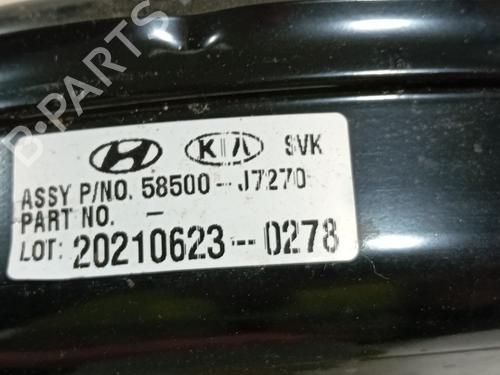 B-PARTS
KIA SVK
ASSY P/NO. 58500-J7270
PART NO. -
LOT: 20210623-0278